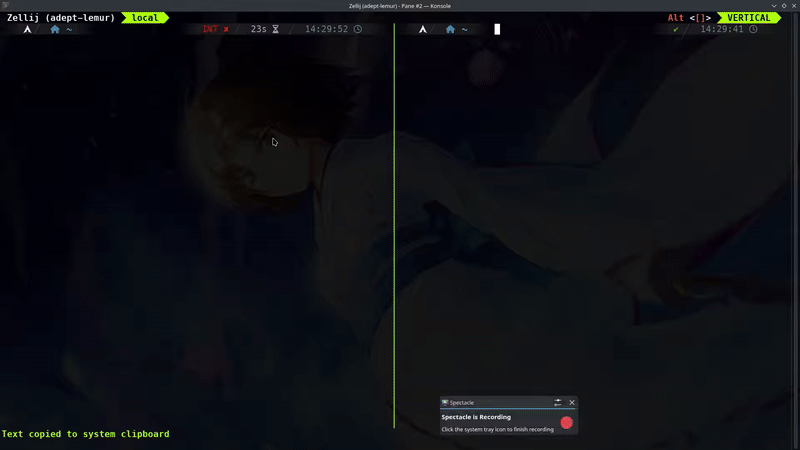 Zellij (adept-lemur) - Pane #2 — Konsole
Zellij (adept-lemur) local Alt <[]> VERTICAL
~ INT ✘ 23s 14:29:52
~ ✔ 14:29:41
Spectacle
Spectacle is Recording
Click the system tray icon to finish recording
Text copied to system clipboard